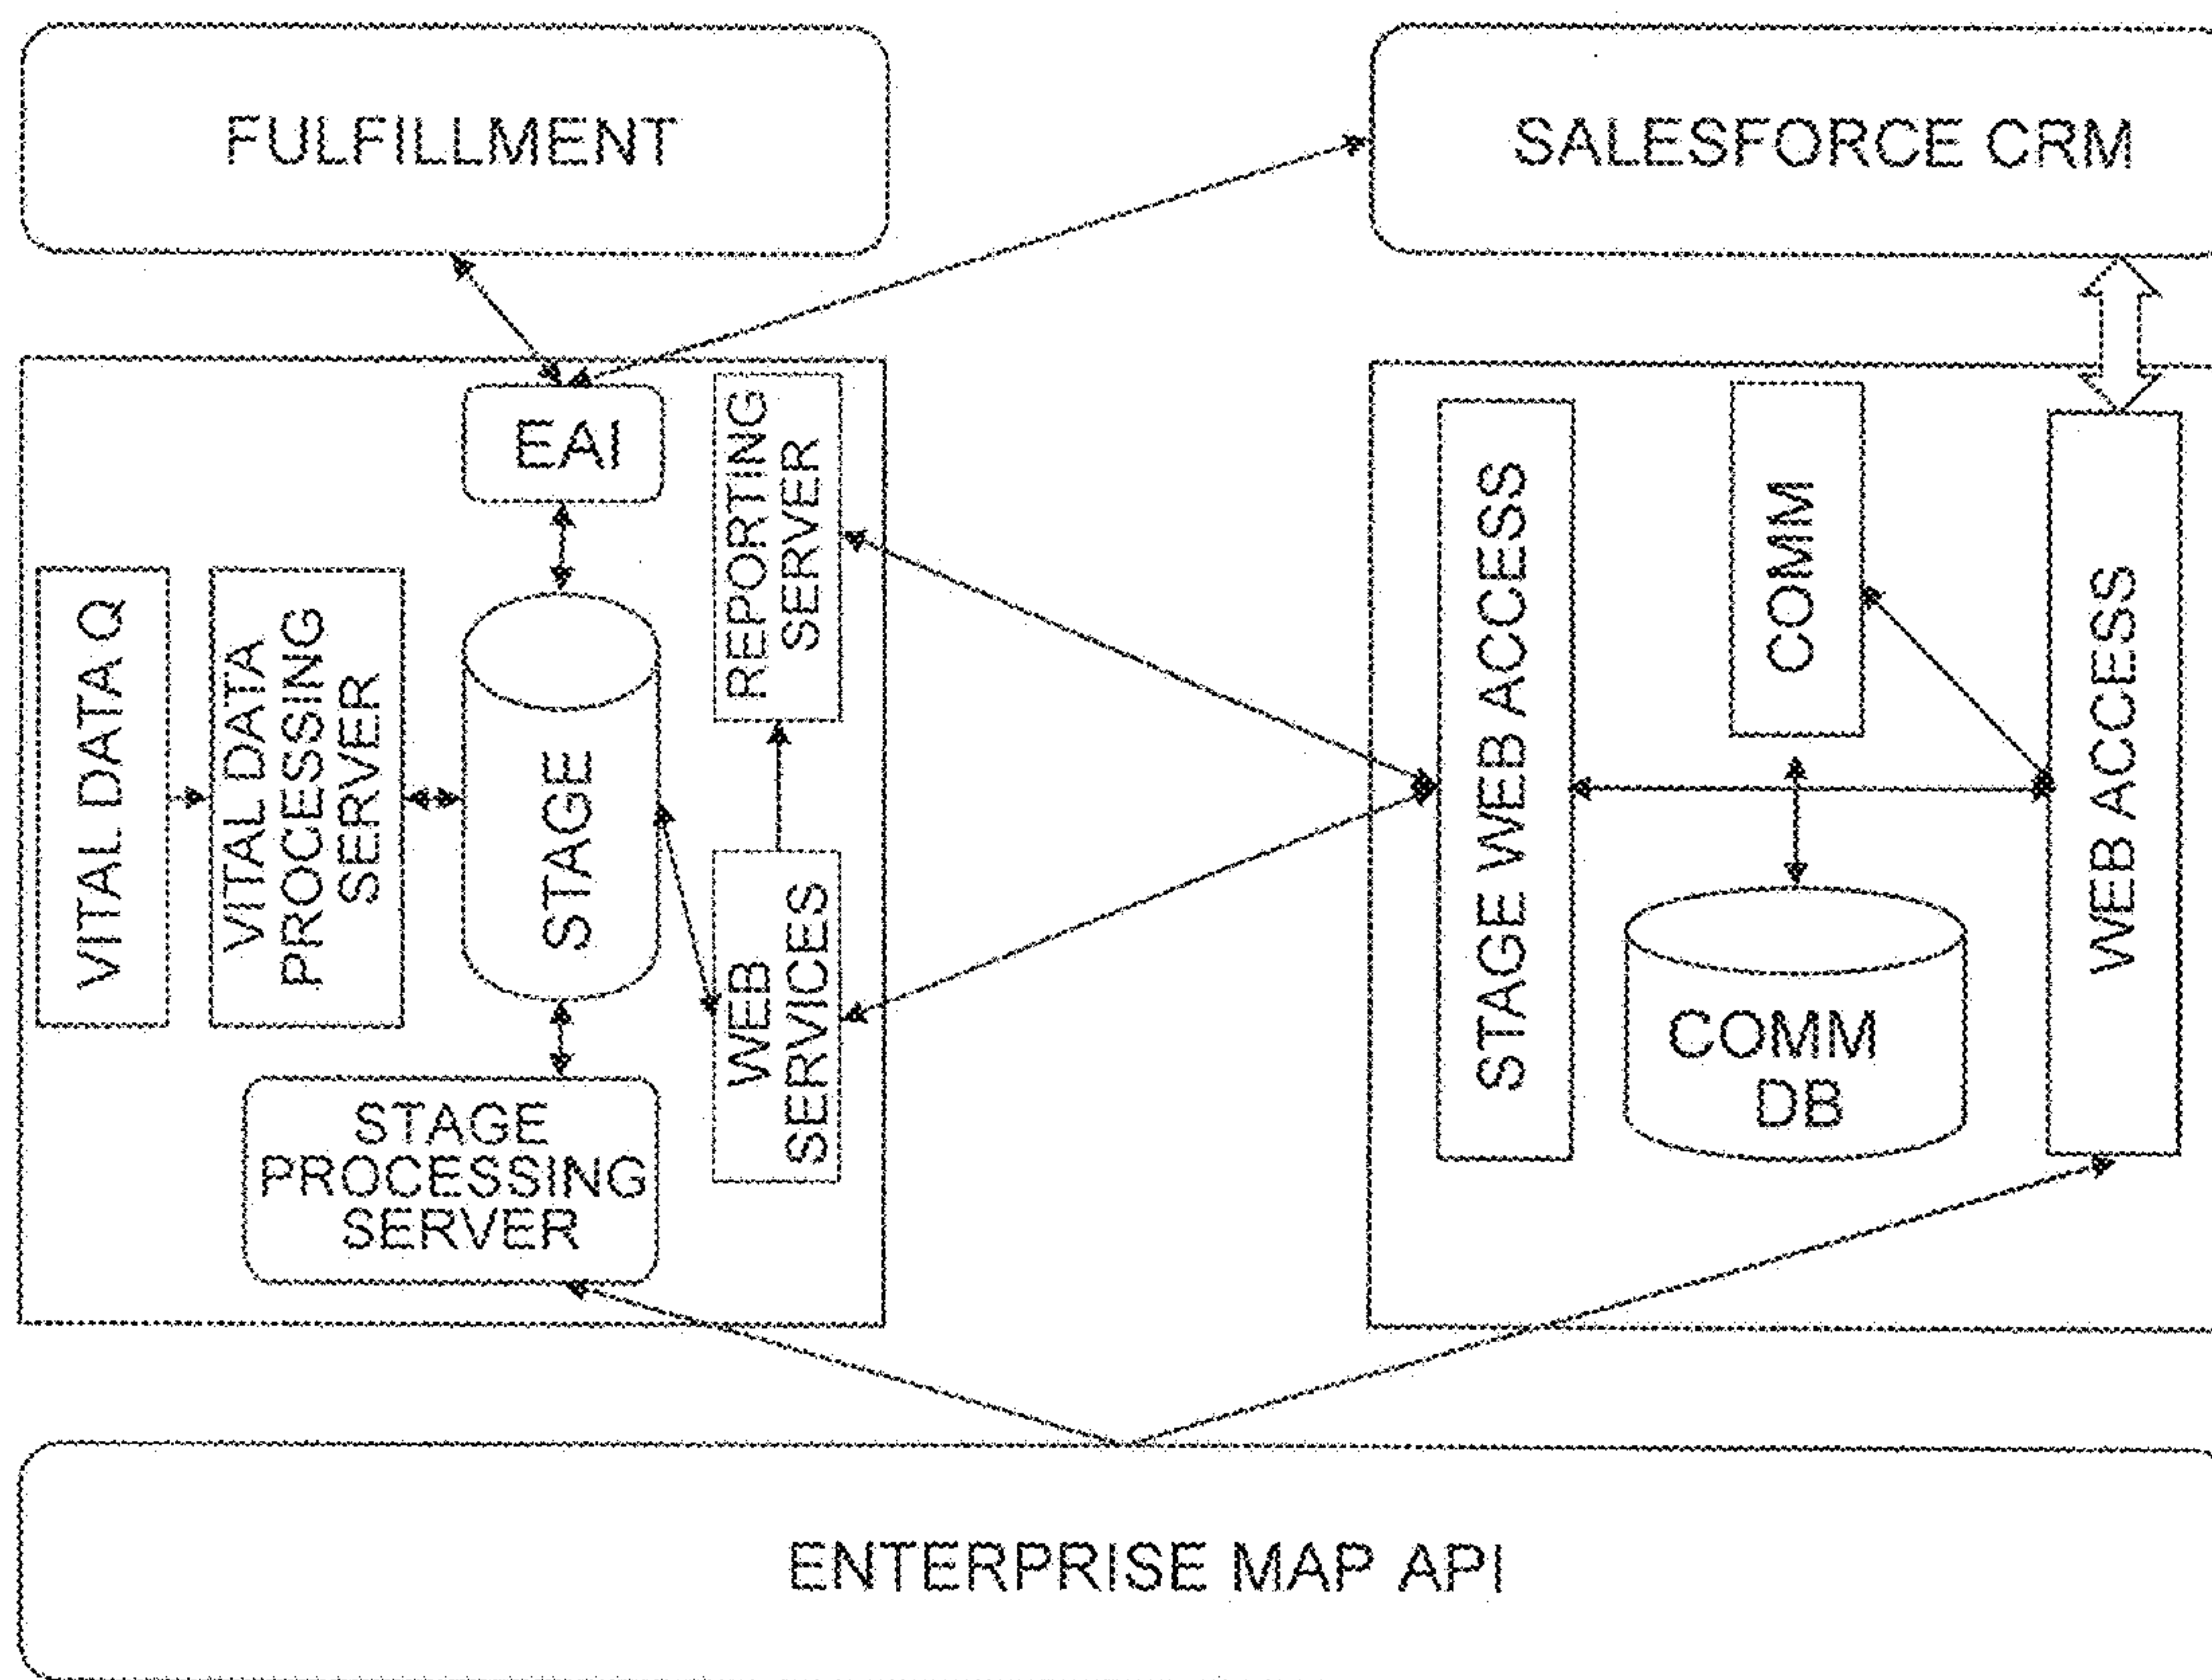 FULFILLMENT
SALESFORCE CRM
EAI
REPORTING
SERVER
VITAL DATA Q
VITAL DATA
PROCESSING
SERVER
STAGE
WEB
SERVICES
STAGE
PROCESSING
SERVER
STAGE WEB ACCESS
COMM
COMM
DB
WEB ACCESS
ENTERPRISE MAP API